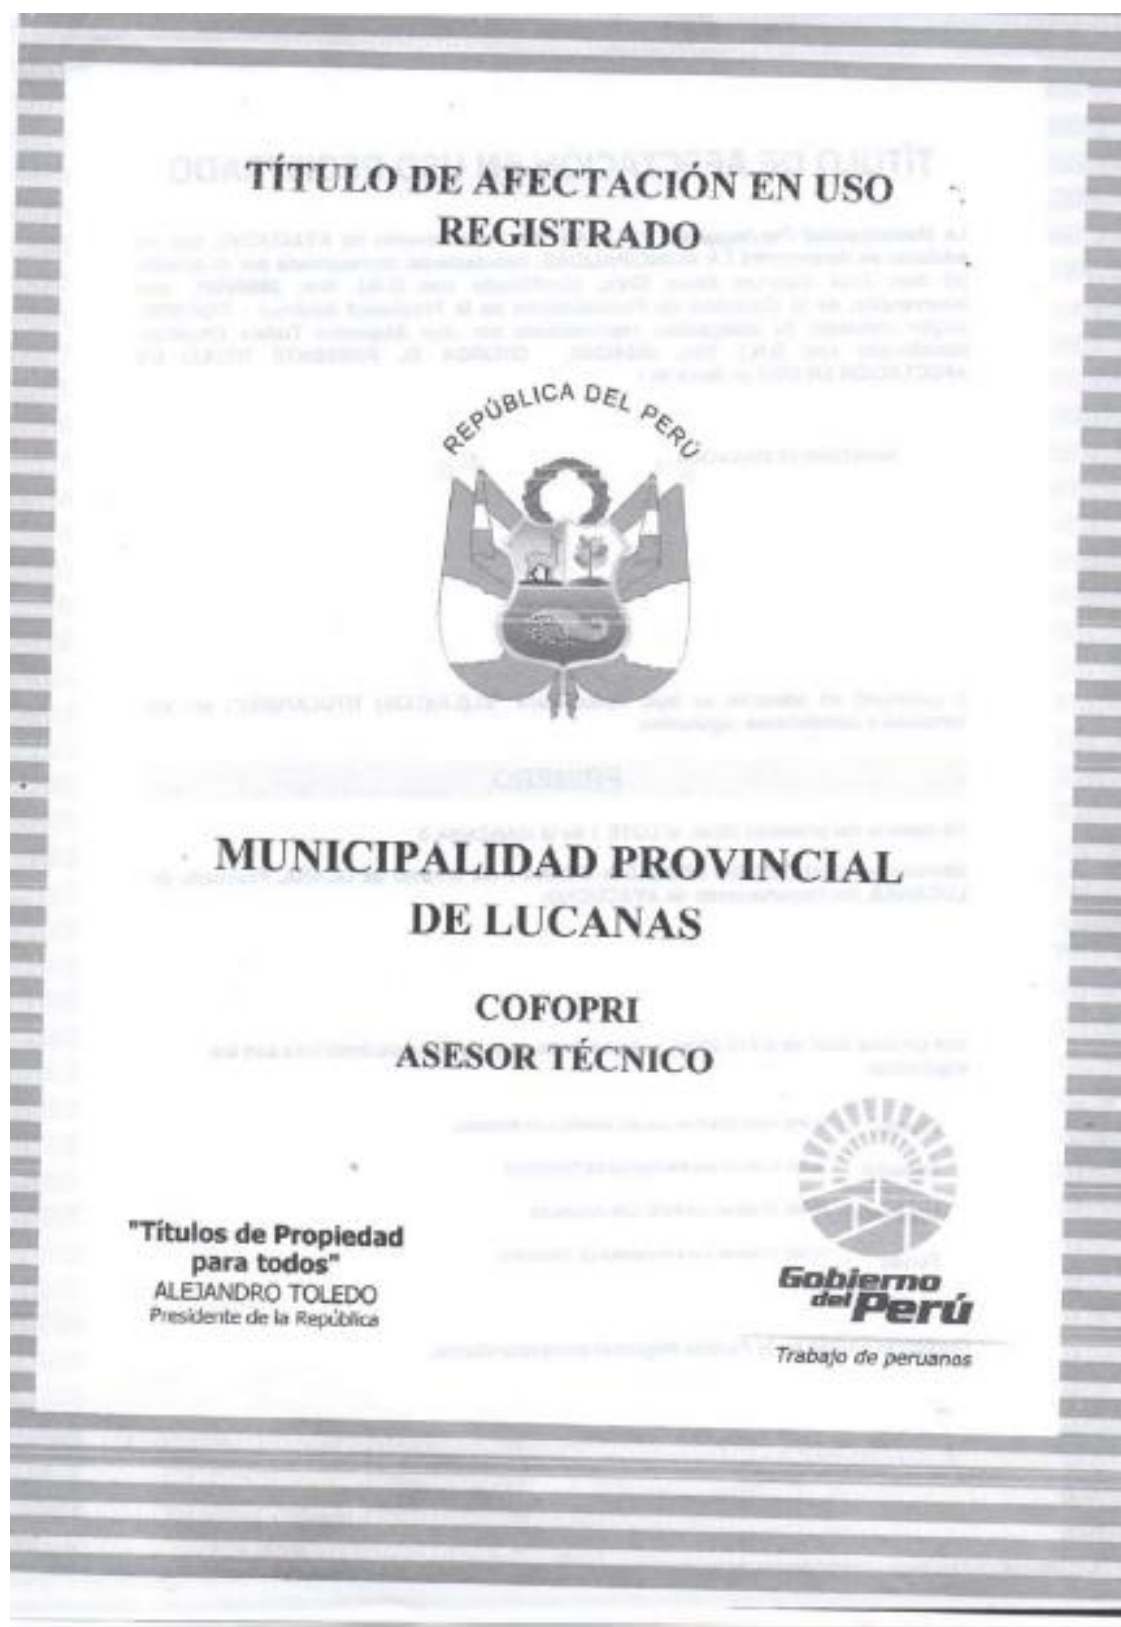 TÍTULO DE AFECTACIÓN EN USO
REGISTRADO
REPÚBLICA DEL PERÚ
MUNICIPALIDAD PROVINCIAL
DE LUCANAS
COFOPRI
ASESOR TÉCNICO
"Títulos de Propiedad
para todos"
ALEJANDRO TOLEDO
Presidente de la República
Gobierno
del Perú
Trabajo de peruanos